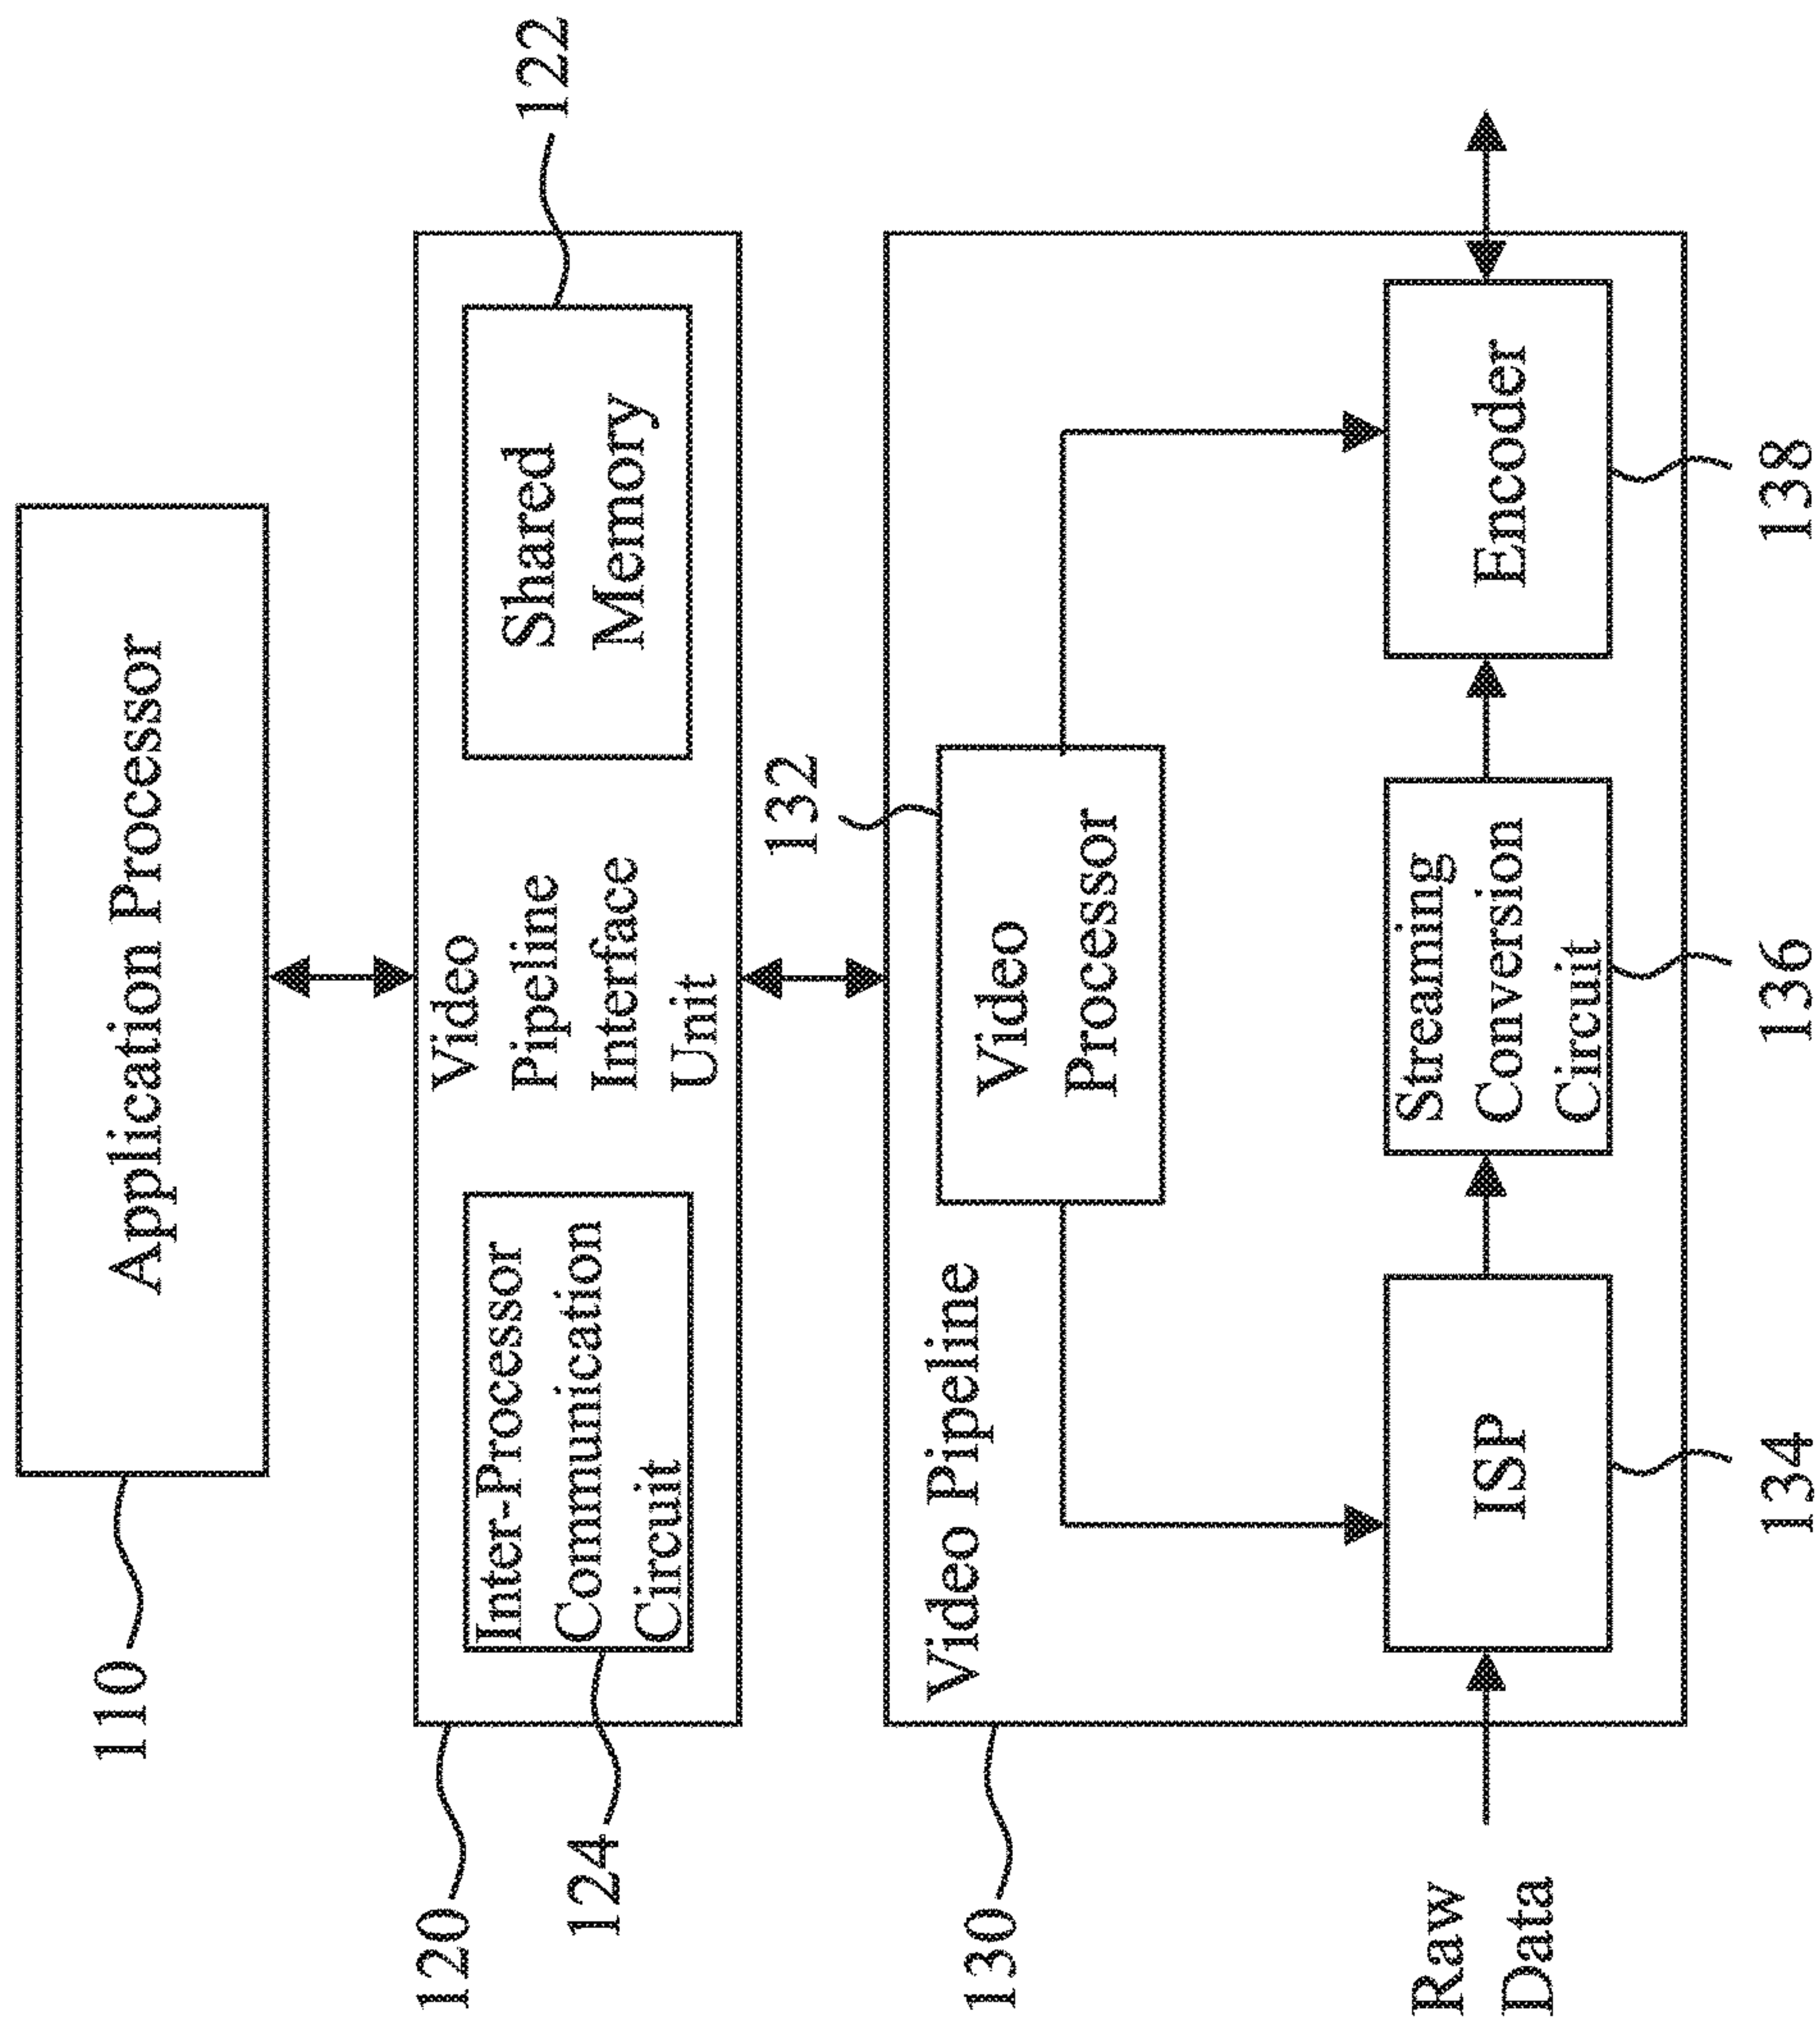 110
Application Processor
120
124
Inter-Processor
Communication
Circuit
Video
Pipeline
Interface
Unit
Shared
Memory
122
130
Video Pipeline
132
Video
Processor
Raw
Data
ISP
134
Streaming
Conversion
Circuit
136
Encoder
138